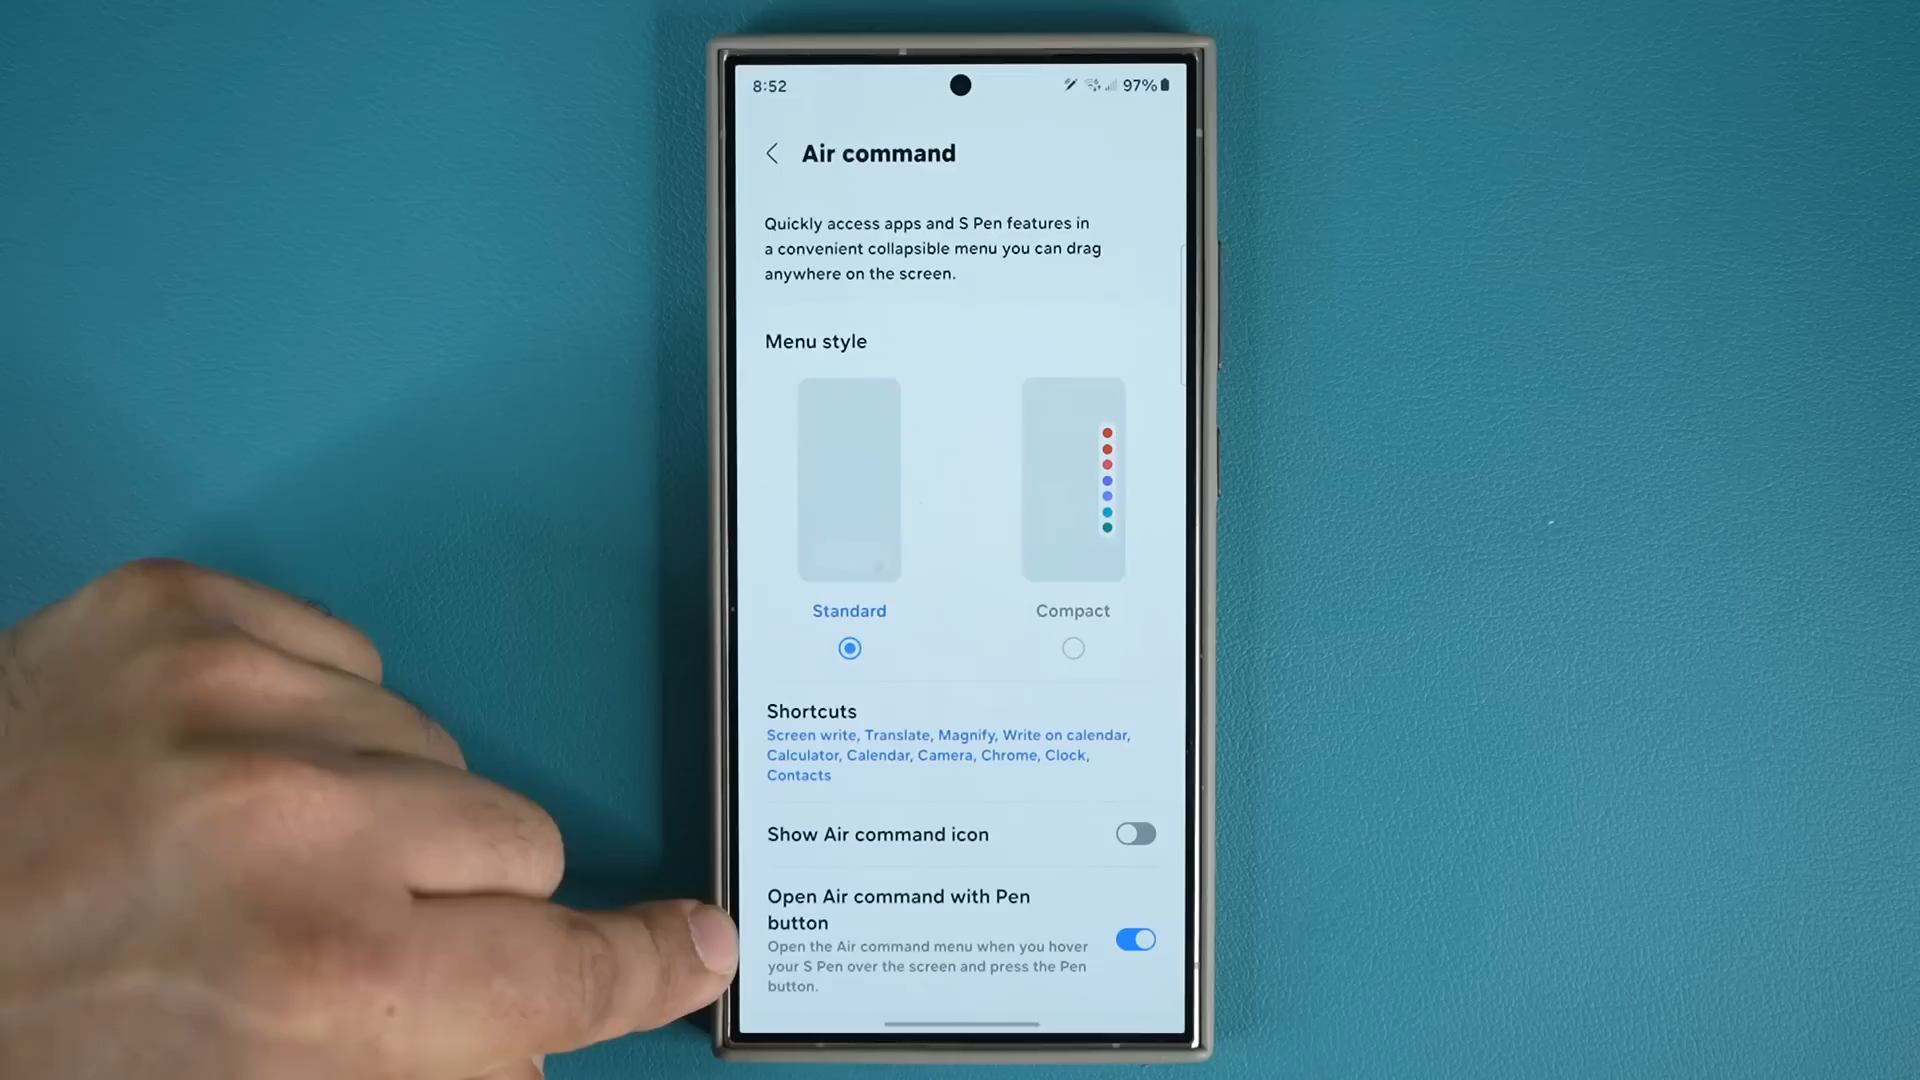 8:52
97%
Air command
Quickly access apps and S Pen features in
a convenient collapsible menu you can drag
anywhere on the screen.
Menu style
Standard
Compact
Shortcuts
Screen write, Translate, Magnify, Write on calendar,
Calculator, Calendar, Camera, Chrome, Clock,
Contacts
Show Air command icon
Open Air command with Pen
button
Open the Air command menu when you hover
your S Pen over the screen and press the Pen
button.